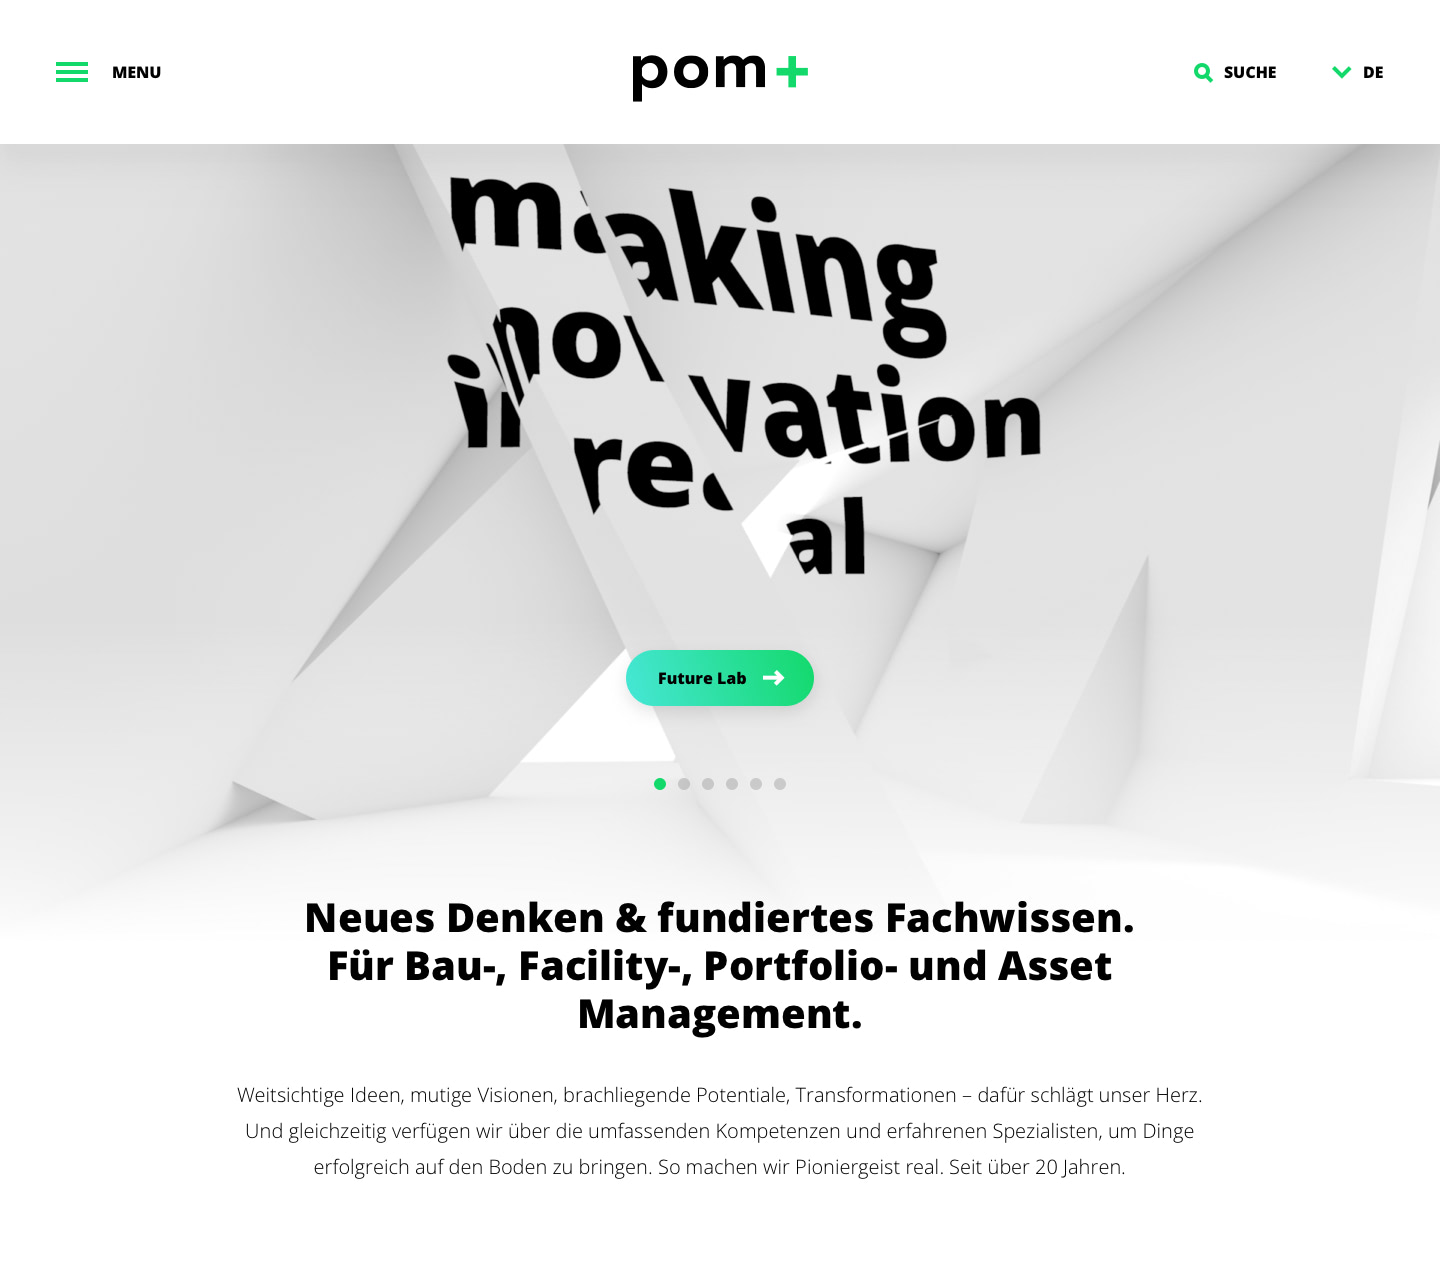 MENU
pom+
SUCHE
DE
making
innovation
real
Future Lab
Neues Denken & fundiertes Fachwissen.
Für Bau-, Facility-, Portfolio- und Asset
Management.
Weitsichtige Ideen, mutige Visionen, brachliegende Potentiale, Transformationen – dafür schlägt unser Herz.
Und gleichzeitig verfügen wir über die umfassenden Kompetenzen und erfahrenen Spezialisten, um Dinge
erfolgreich auf den Boden zu bringen. So machen wir Pioniergeist real. Seit über 20 Jahren.